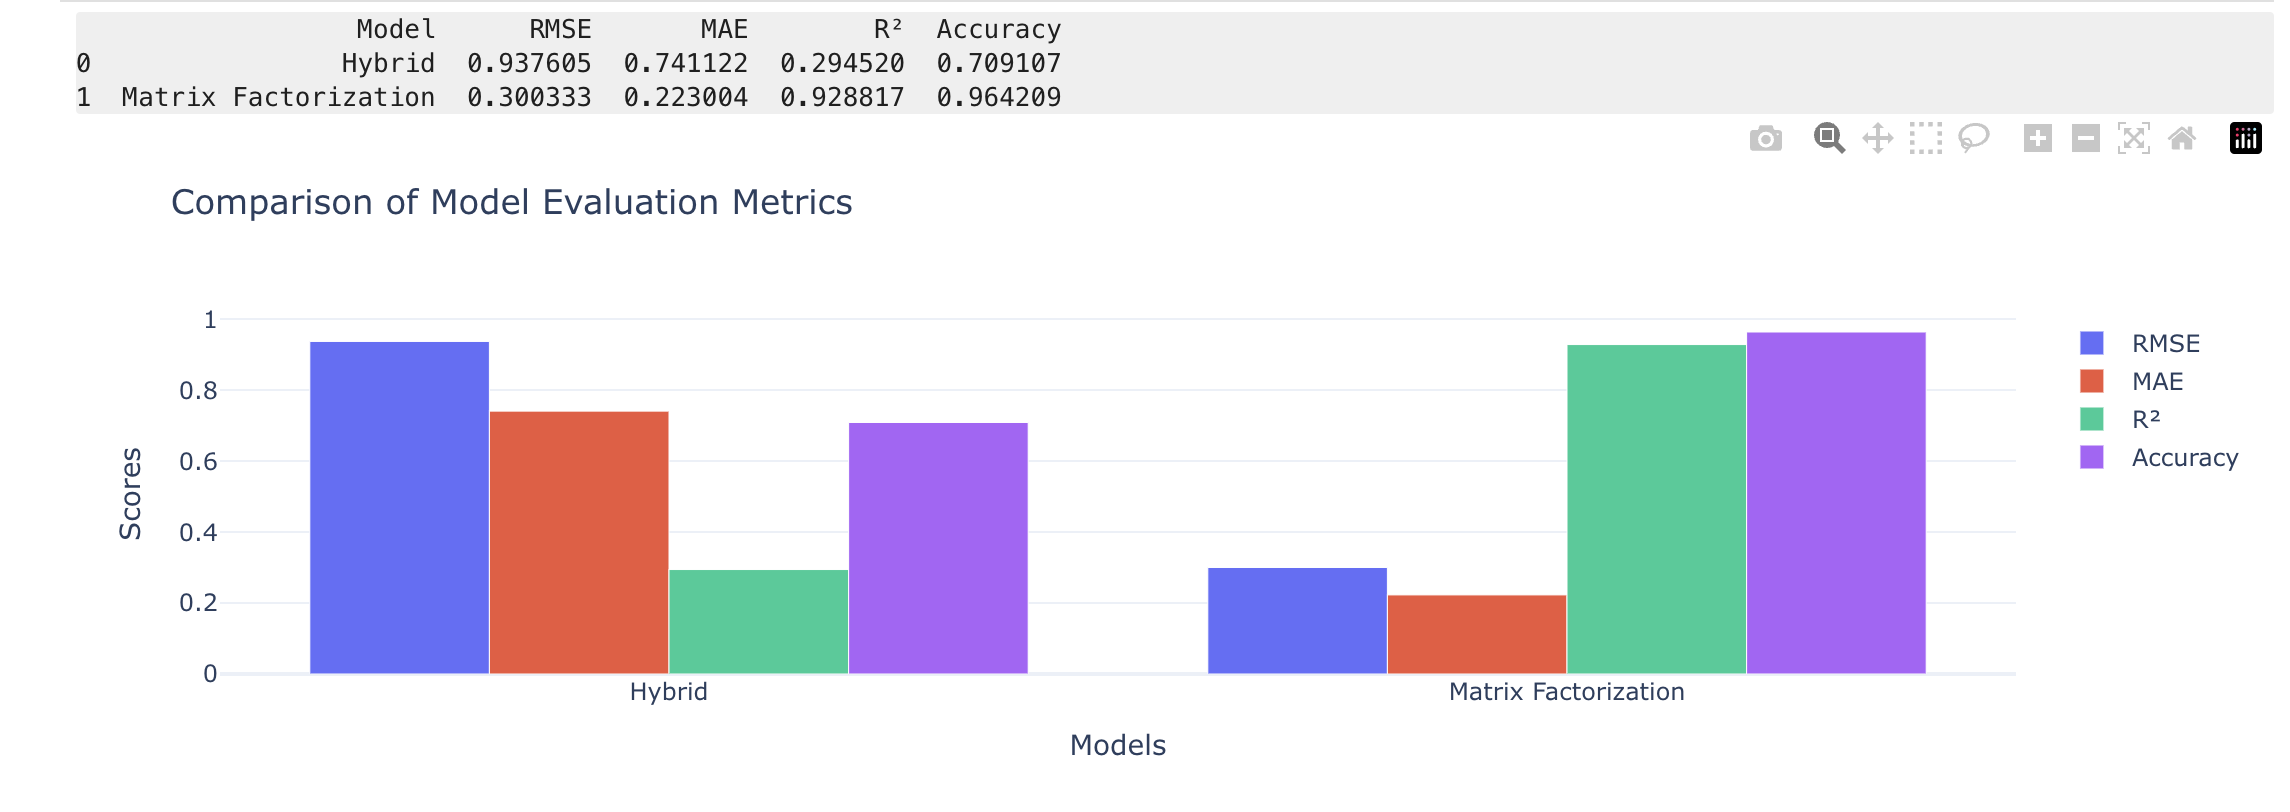 Model RMSE MAE R² Accuracy
0 Hybrid 0.937605 0.741122 0.294520 0.709107
1 Matrix Factorization 0.300333 0.223004 0.928817 0.964209
Comparison of Model Evaluation Metrics
1
0.8
0.6
0.4
0.2
0
Scores
Hybrid
Matrix Factorization
Models
RMSE
MAE
R²
Accuracy